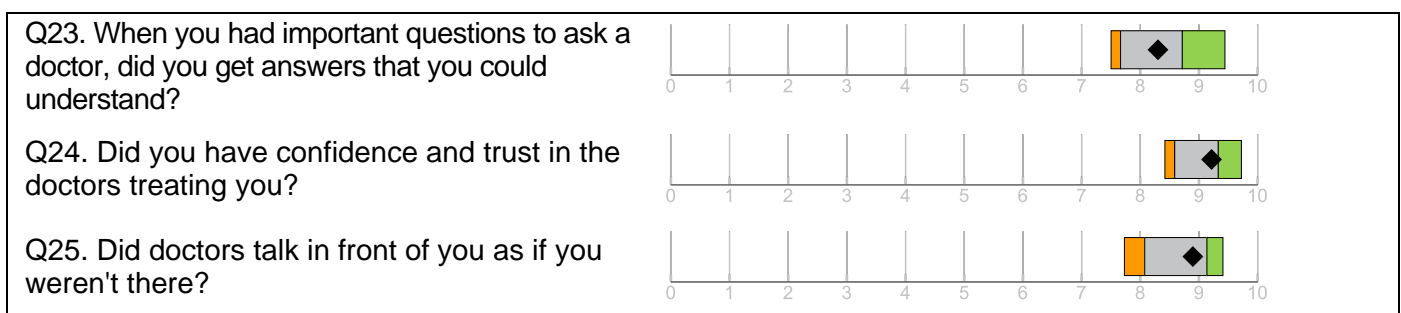 Q23. When you had important questions to ask a
doctor, did you get answers that you could
understand?
0 1 2 3 4 5 6 7 8 9 10
Q24. Did you have confidence and trust in the
doctors treating you?
0 1 2 3 4 5 6 7 8 9 10
Q25. Did doctors talk in front of you as if you
weren't there?
0 1 2 3 4 5 6 7 8 9 10